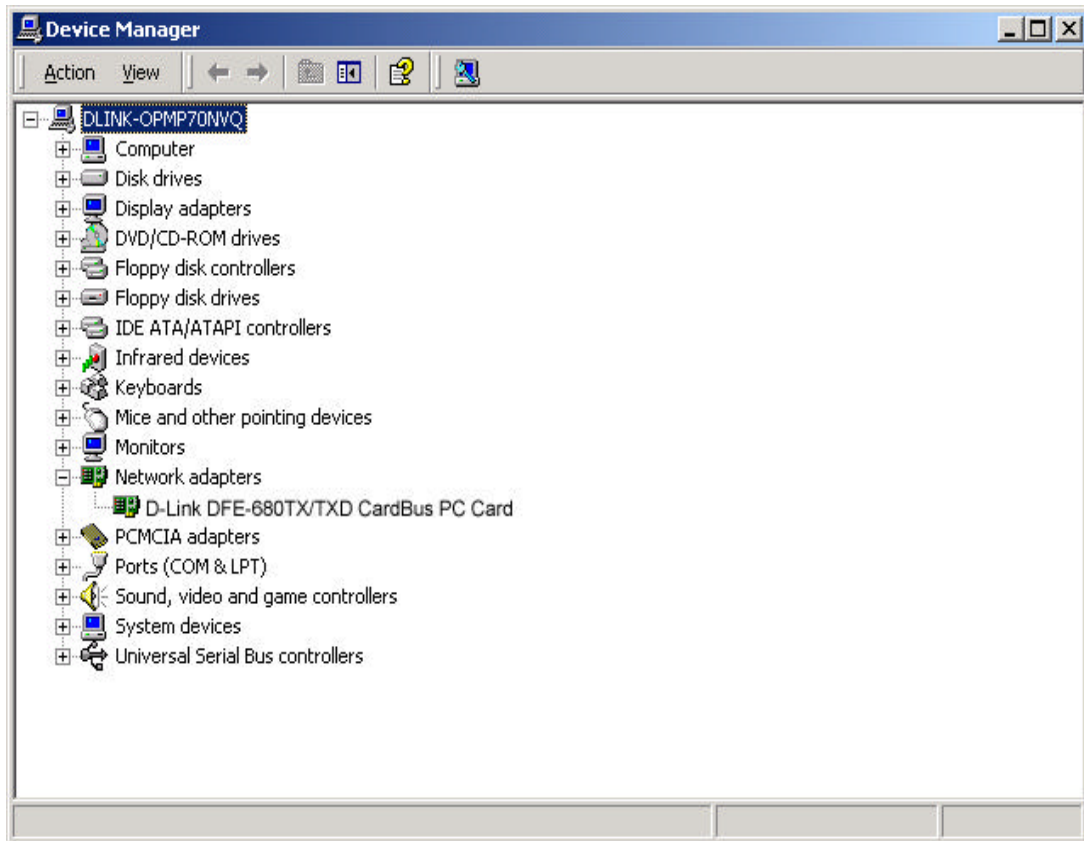 Device Manager
Action View
DLINK-OPMP70NVQ
Computer
Disk drives
Display adapters
DVD/CD-ROM drives
Floppy disk controllers
Floppy disk drives
IDE ATA/ATAPI controllers
Infrared devices
Keyboards
Mice and other pointing devices
Monitors
Network adapters
D-Link DFE-680TX/TXD CardBus PC Card
PCMCIA adapters
Ports (COM & LPT)
Sound, video and game controllers
System devices
Universal Serial Bus controllers